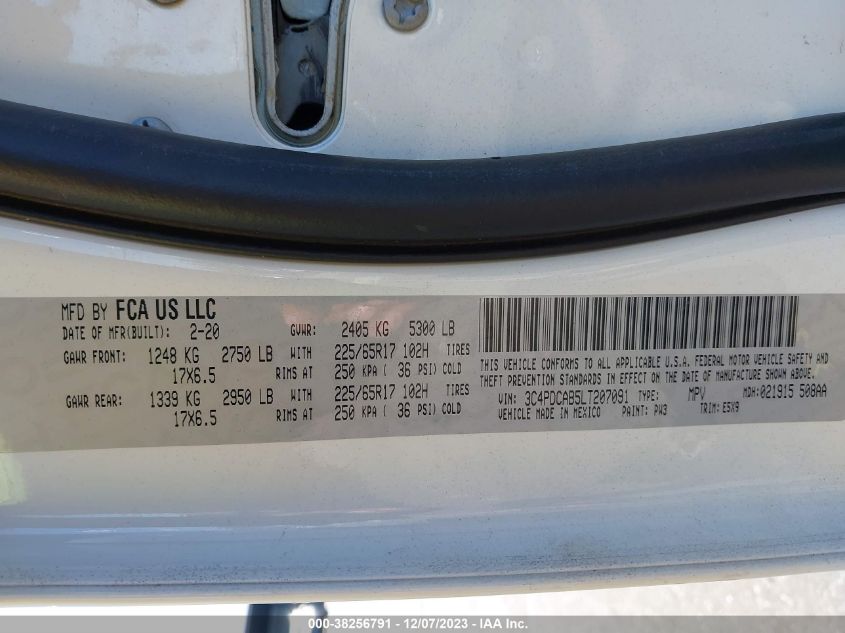 MFD BY FCA US LLC
DATE OF MFR(BUILT): 2-20 GVWR: 2405 KG 5300 LB
GAWR FRONT: 1248 KG 2750 LB WITH 225/65R17 102H TIRES
17X6.5 RIMS AT 250 KPA ( 36 PSI) COLD
GAWR REAR: 1339 KG 2950 LB WITH 225/65R17 102H TIRES
17X6.5 RIMS AT 250 KPA ( 36 PSI) COLD
THIS VEHICLE CONFORMS TO ALL APPLICABLE U.S.A. FEDERAL MOTOR VEHICLE SAFETY AND
THEFT PREVENTION STANDARDS IN EFFECT ON THE DATE OF MANUFACTURE SHOWN ABOVE.
VIN: 3C4PDCAB5LT207091 TYPE: MPV MDH:021915 508AA
VEHICLE MADE IN MEXICO PAINT: PW3 TRIM: E5X9
000-38256791 - 12/07/2023 - IAA Inc.